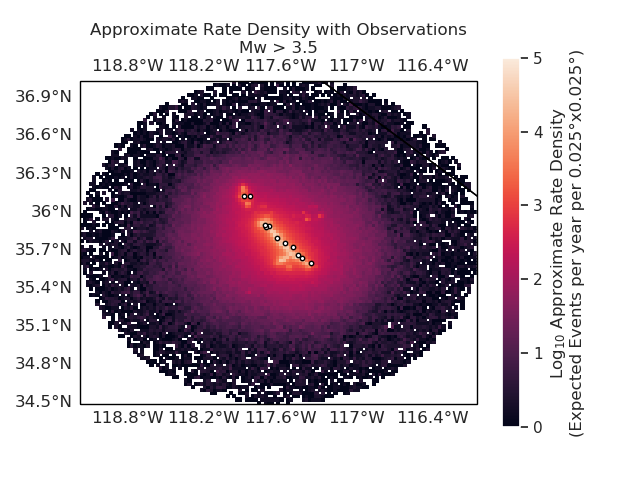 Approximate Rate Density with Observations
Mw > 3.5
118.8°W 118.2°W 117.6°W 117°W 116.4°W
36.9°N
36.6°N
36.3°N
36°N
35.7°N
35.4°N
35.1°N
34.8°N
34.5°N
118.8°W 118.2°W 117.6°W 117°W 116.4°W
5
4
3
2
1
0
Log₁₀ Approximate Rate Density
(Expected Events per year per 0.025°x0.025°)